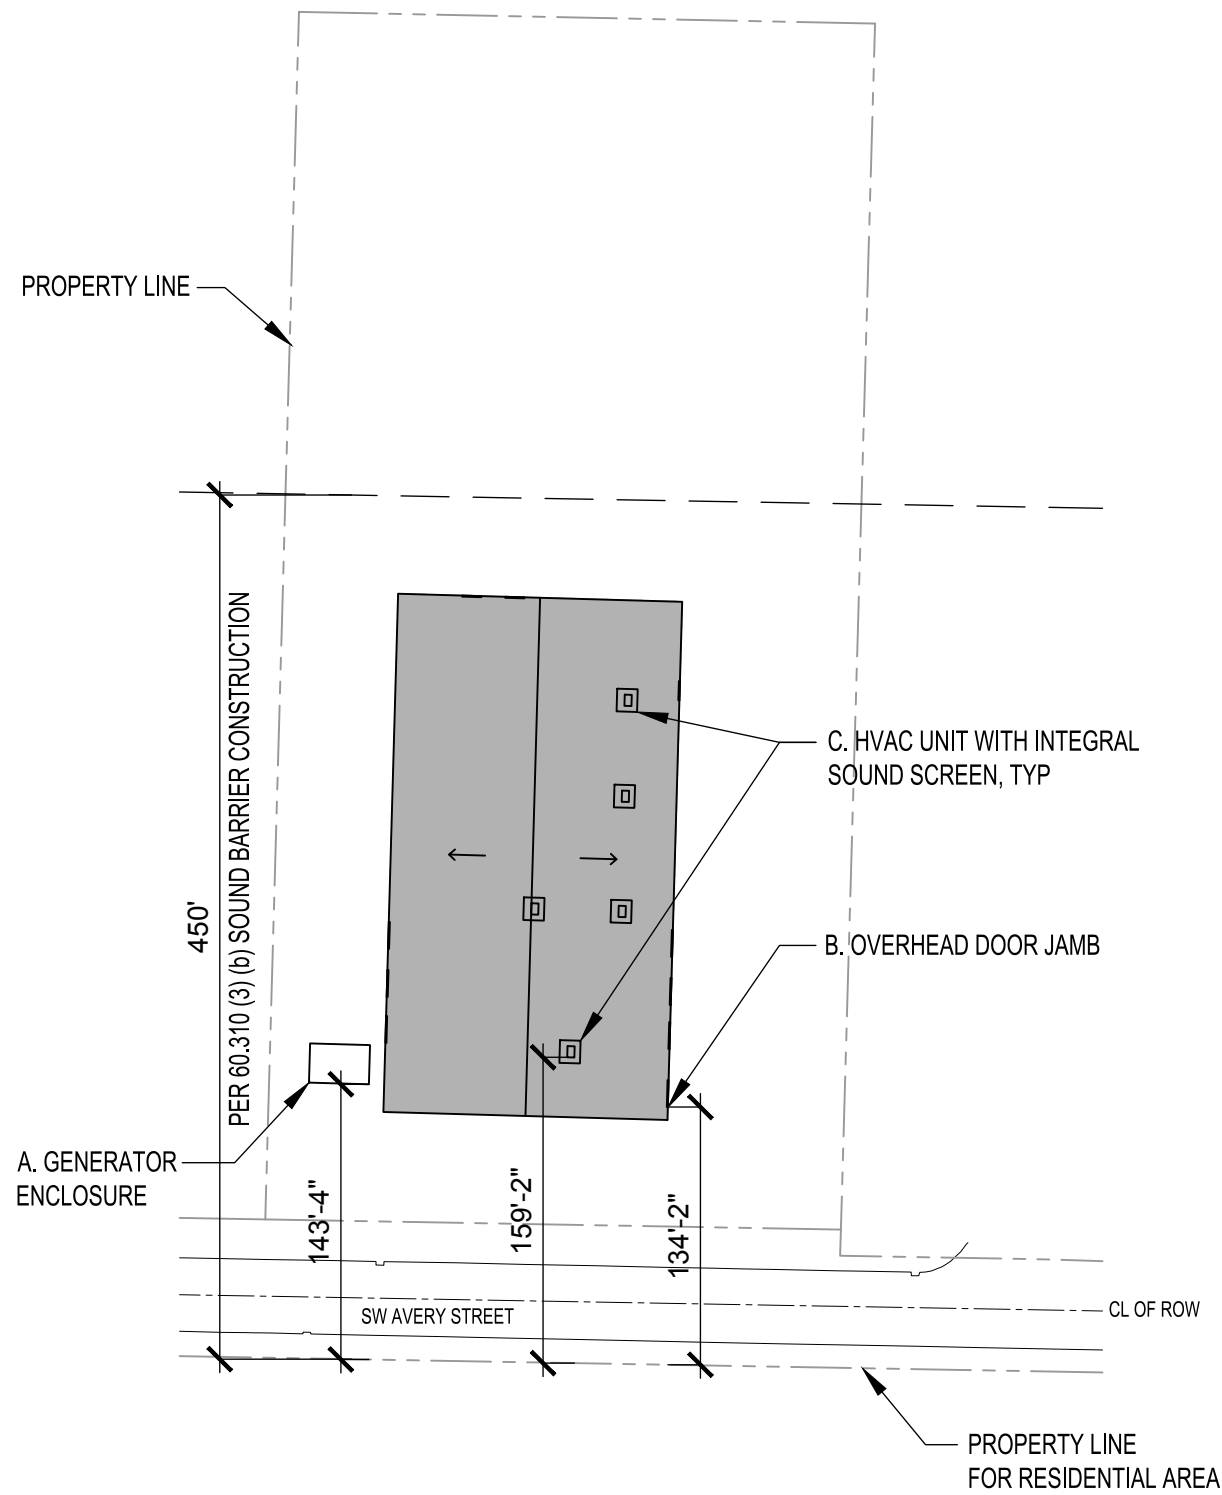 PROPERTY LINE
450'
PER 60.310 (3) (b) SOUND BARRIER CONSTRUCTION
C. HVAC UNIT WITH INTEGRAL
SOUND SCREEN, TYP
B. OVERHEAD DOOR JAMB
A. GENERATOR
ENCLOSURE
143'-4"
159'-2"
134'-2"
SW AVERY STREET
CL OF ROW
PROPERTY LINE
FOR RESIDENTIAL AREA